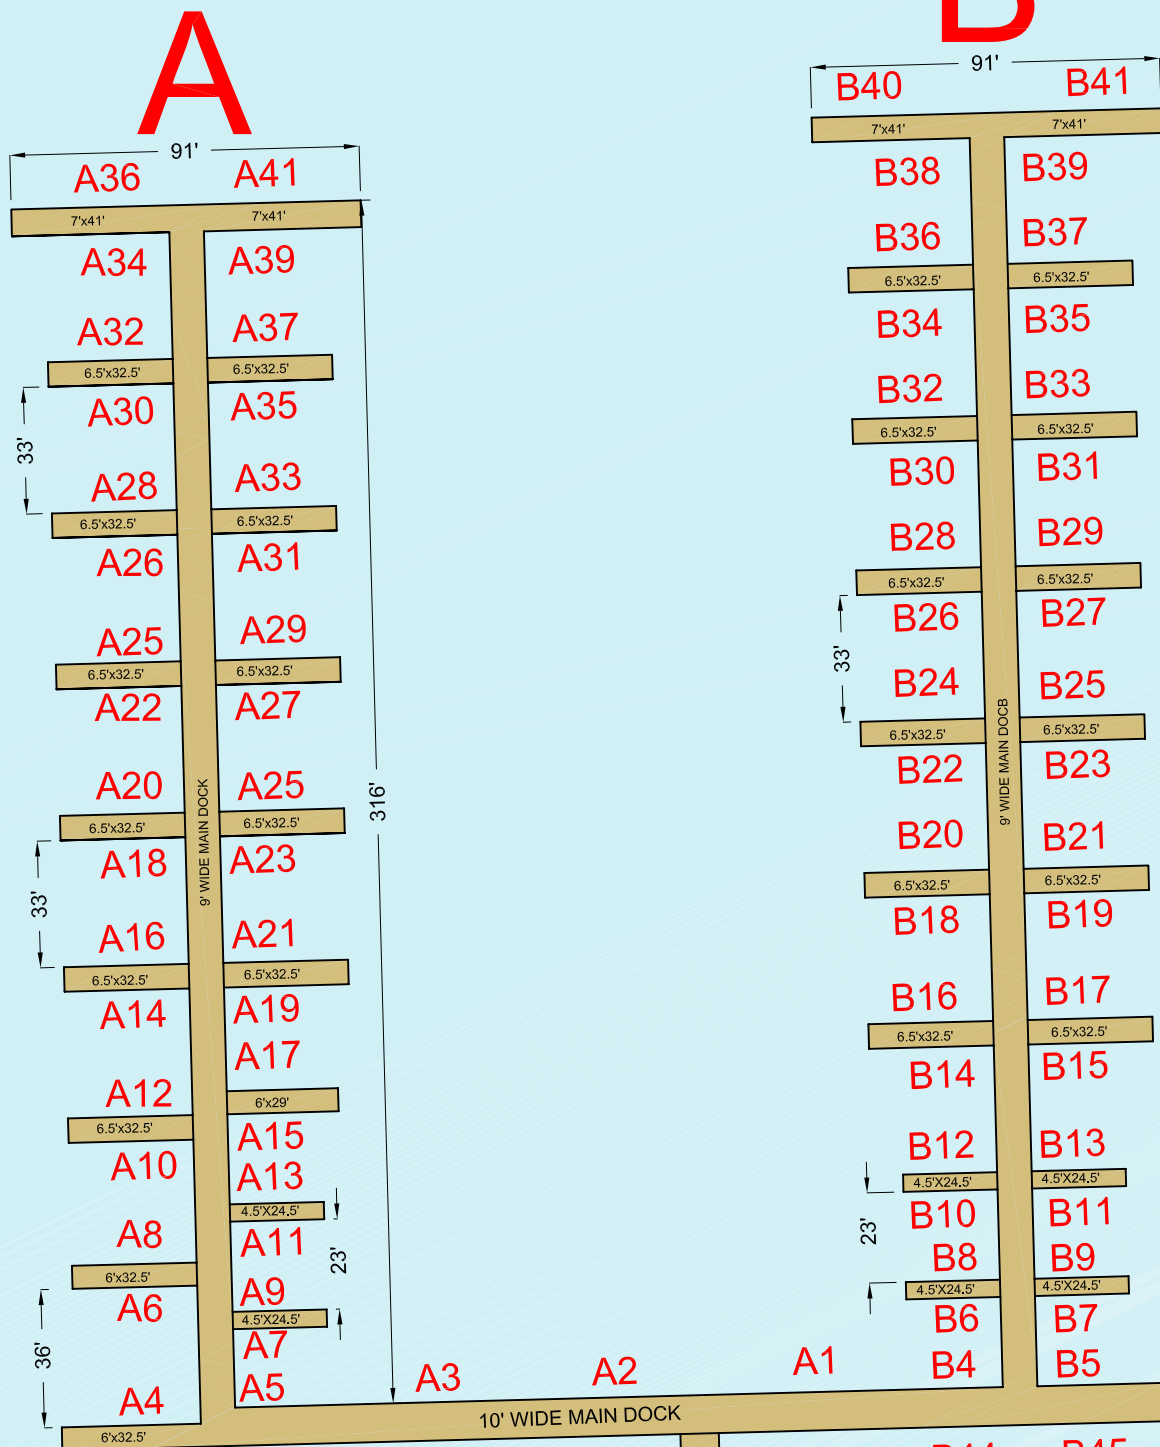 A
B
91'
A36 A41
7'x41' 7'x41'
A34 A39
A32 A37
6.5'x32.5' 6.5'x32.5'
33'
A30 A35
A28 A33
6.5'x32.5' 6.5'x32.5'
A26 A31
A25 A29
6.5'x32.5' 6.5'x32.5'
A22 A27
A20 A25
6.5'x32.5' 6.5'x32.5'
9' WIDE MAIN DOCK
316'
33'
A18 A23
A16 A21
6.5'x32.5' 6.5'x32.5'
A14 A19
A17
A12
6'x29'
6.5'x32.5'
A15
A10 A13
4.5'X24.5'
A8 A11
23'
6'x32.5'
A9
A6
4.5'X24.5'
A7
36'
A4 A5
6'x32.5'
A3 A2 A1
10' WIDE MAIN DOCK
91'
B40 B41
7'x41' 7'x41'
B38 B39
B36 B37
6.5'x32.5' 6.5'x32.5'
B34 B35
B32 B33
6.5'x32.5' 6.5'x32.5'
B30 B31
B28 B29
6.5'x32.5' 6.5'x32.5'
B26 B27
33'
B24 B25
6.5'x32.5' 6.5'x32.5'
9' WIDE MAIN DOCB
B22 B23
B20 B21
6.5'x32.5' 6.5'x32.5'
B18 B19
B16 B17
6.5'x32.5' 6.5'x32.5'
B14 B15
B12 B13
4.5'X24.5' 4.5'X24.5'
B10 B11
23'
B8 B9
4.5'X24.5' 4.5'X24.5'
B6 B7
B4 B5
B45